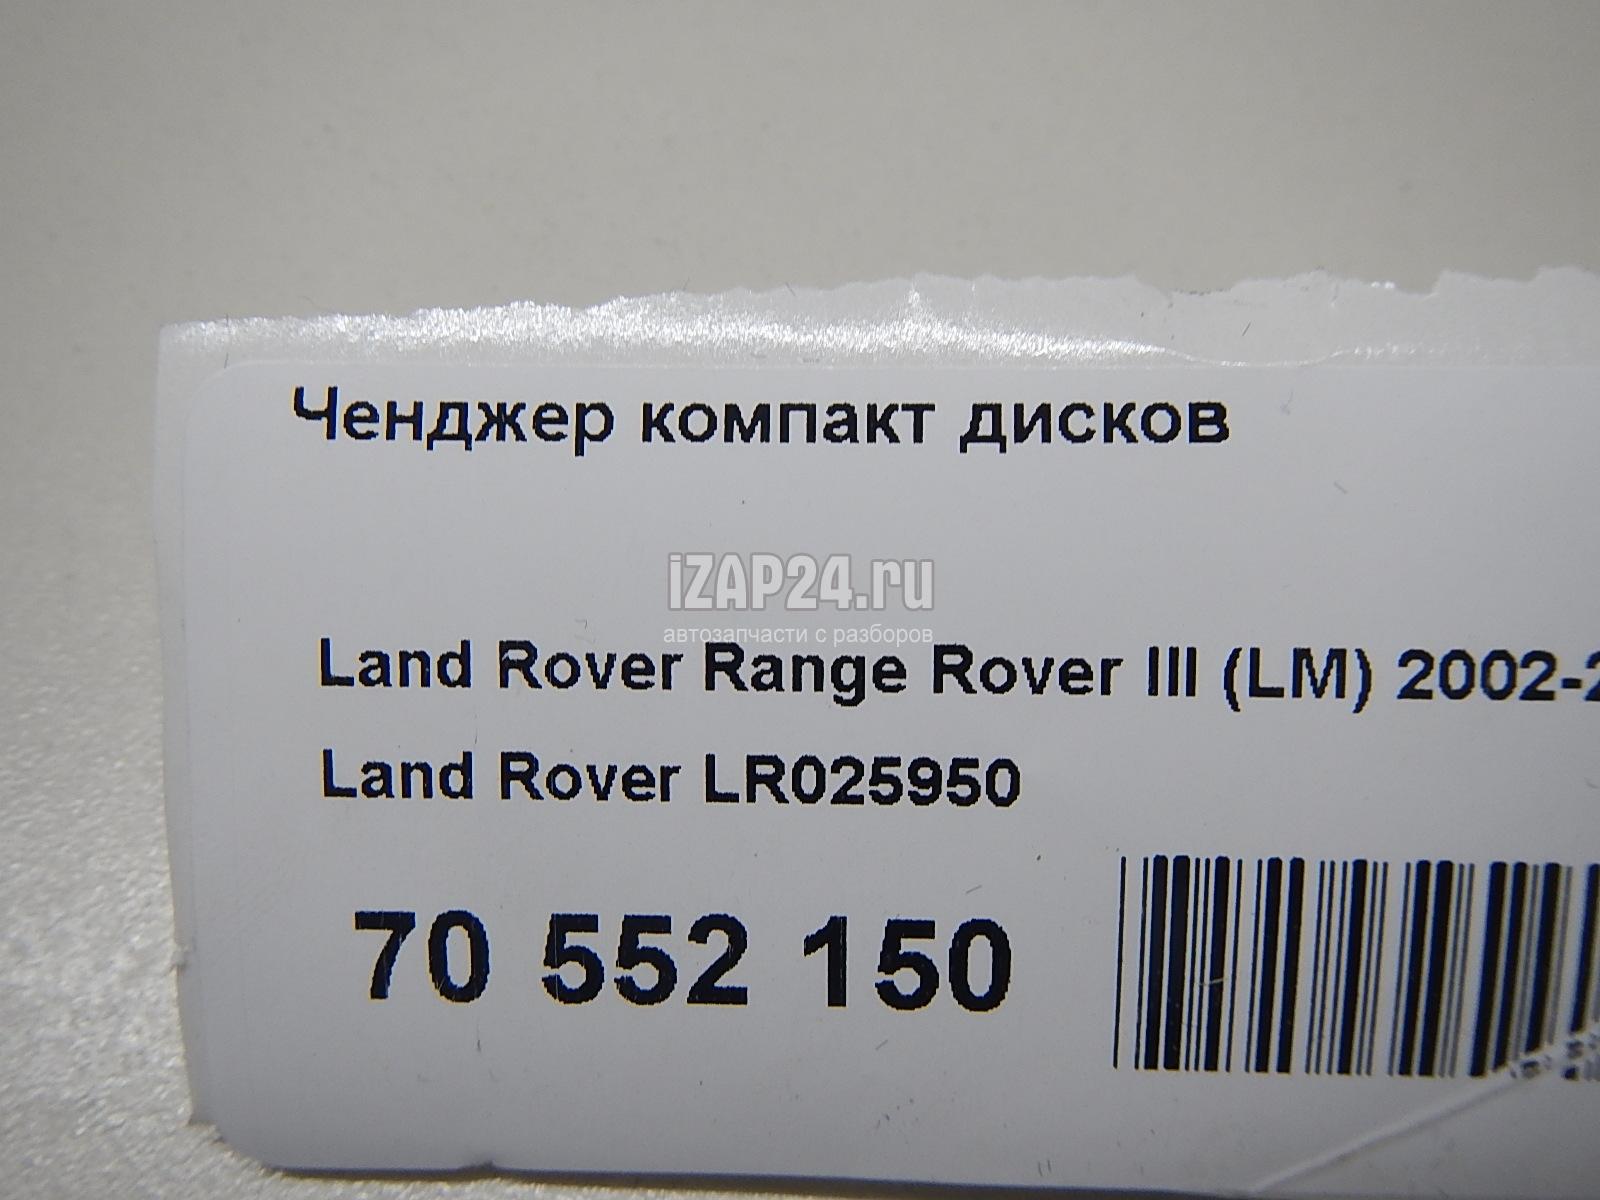 Ченджер компакт дисков
iZAP24.ru
автозапчасти с разборов
Land Rover Range Rover III (LM) 2002-
Land Rover LR025950
70 552 150